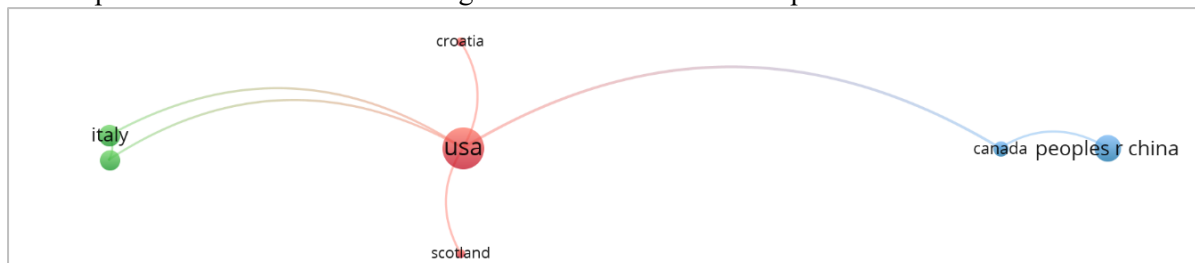 croatia
italy
usa
canada
peoples r china
scotland